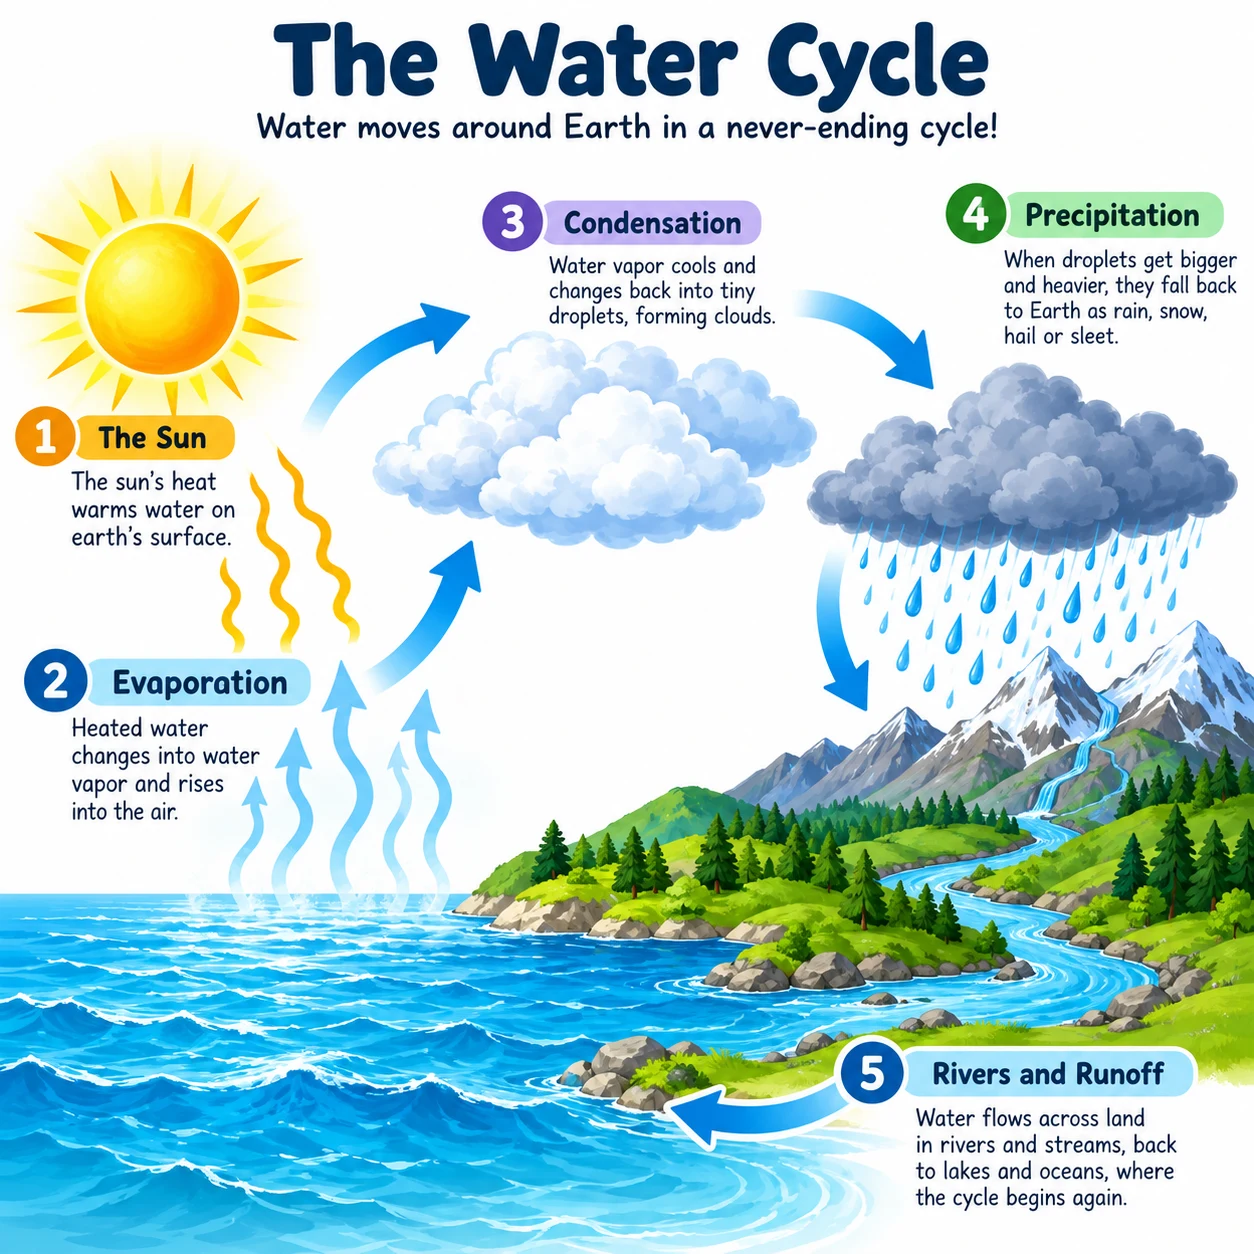 The Water Cycle
Water moves around Earth in a never-ending cycle!
1 The Sun
The sun's heat
warms water on
earth's surface.
2 Evaporation
Heated water
changes into water
vapor and rises
into the air.
3 Condensation
Water vapor cools and
changes back into tiny
droplets, forming clouds.
4 Precipitation
When droplets get bigger
and heavier, they fall back
to Earth as rain, snow,
hail or sleet.
5 Rivers and Runoff
Water flows across land
in rivers and streams, back
to lakes and oceans, where
the cycle begins again.